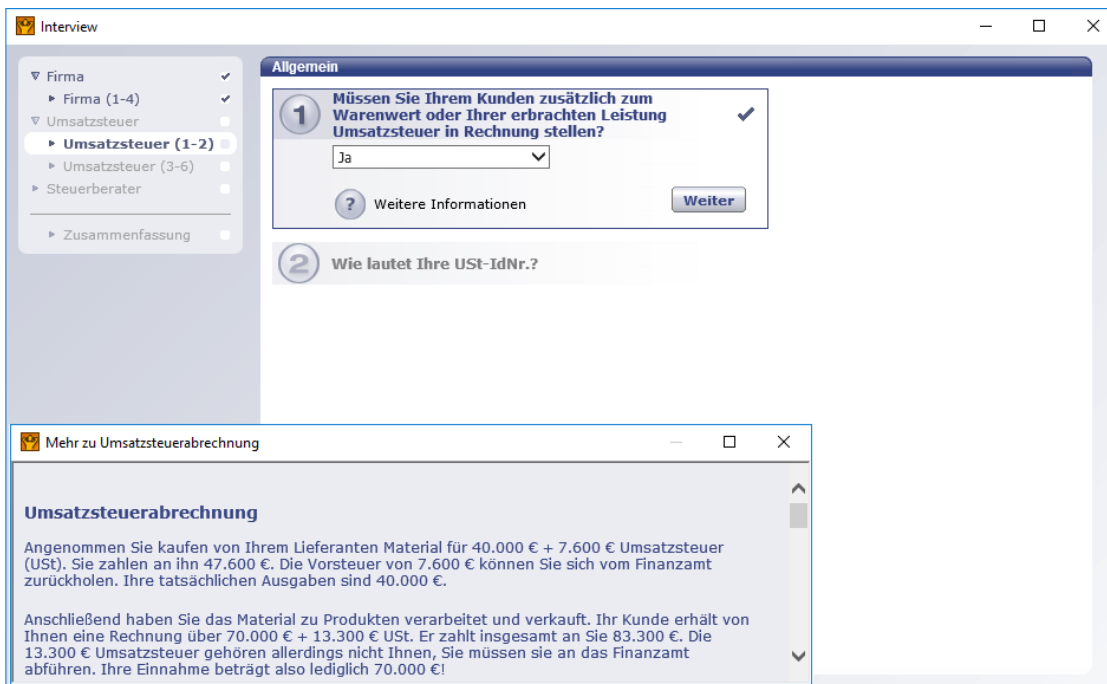 Interview
Firma
Firma (1-4)
Umsatzsteuer
Umsatzsteuer (1-2)
Umsatzsteuer (3-6)
Steuerberater
Zusammenfassung
Allgemein
1
Müssen Sie Ihrem Kunden zusätzlich zum
Warenwert oder Ihrer erbrachten Leistung
Umsatzsteuer in Rechnung stellen?
Ja
? Weitere Informationen
Weiter
2 Wie lautet Ihre USt-IdNr.?
Mehr zu Umsatzsteuerabrechnung
Umsatzsteuerabrechnung
Angenommen Sie kaufen von Ihrem Lieferanten Material für 40.000 € + 7.600 € Umsatzsteuer
(USt). Sie zahlen an ihn 47.600 €. Die Vorsteuer von 7.600 € können Sie sich vom Finanzamt
zurückholen. Ihre tatsächlichen Ausgaben sind 40.000 €.
Anschließend haben Sie das Material zu Produkten verarbeitet und verkauft. Ihr Kunde erhält von
Ihnen eine Rechnung über 70.000 € + 13.300 € USt. Er zahlt insgesamt an Sie 83.300 €. Die
13.300 € Umsatzsteuer gehören allerdings nicht Ihnen, Sie müssen sie an das Finanzamt
abführen. Ihre Einnahme beträgt also lediglich 70.000 €!